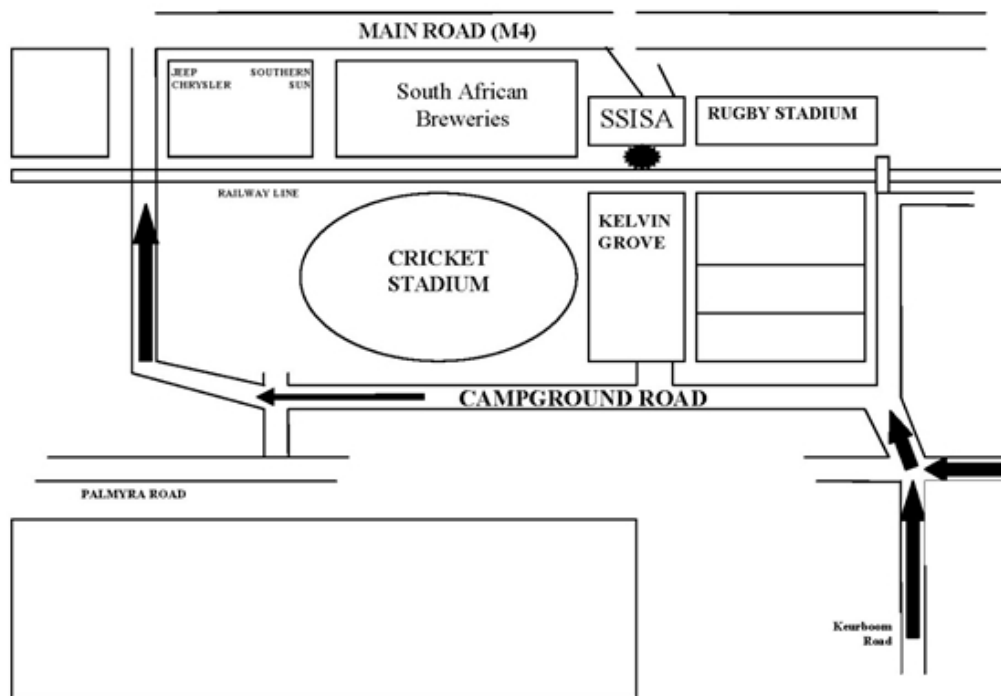 MAIN ROAD (M4)
JEEP SOUTHERN
CHRYSLER SUN
South African
Breweries
SSISA
RUGBY STADIUM
RAILWAY LINE
KELVIN
GROVE
CRICKET
STADIUM
CAMPGROUND ROAD
PALMYRA ROAD
Keurboom
Road